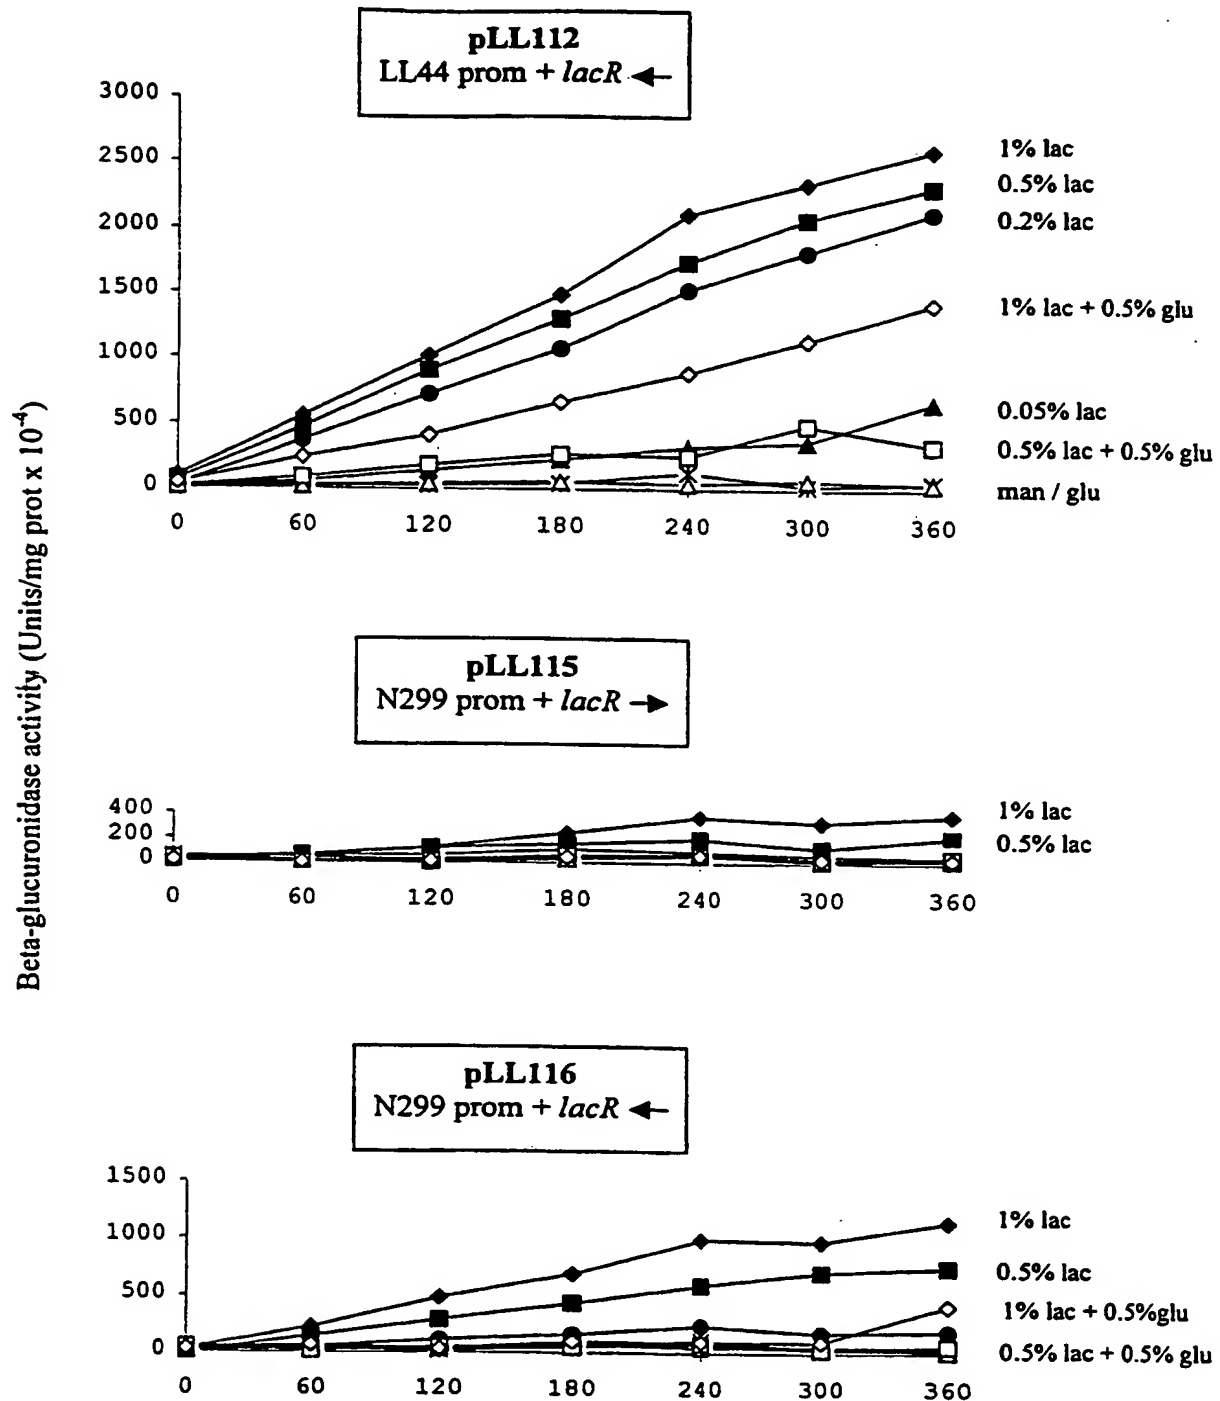 pLL112
LL44 prom + lacR ←
3000
2500
2000
1500
1000
500
0
0 60 120 180 240 300 360
1% lac
0.5% lac
0.2% lac
1% lac + 0.5% glu
0.05% lac
0.5% lac + 0.5% glu
man / glu
Beta-glucuronidase activity (Units/mg prot x 10-4)
pLL115
N299 prom + lacR →
400
200
0
0 60 120 180 240 300 360
1% lac
0.5% lac
pLL116
N299 prom + lacR ←
1500
1000
500
0
0 60 120 180 240 300 360
1% lac
0.5% lac
1% lac + 0.5%glu
0.5% lac + 0.5% glu